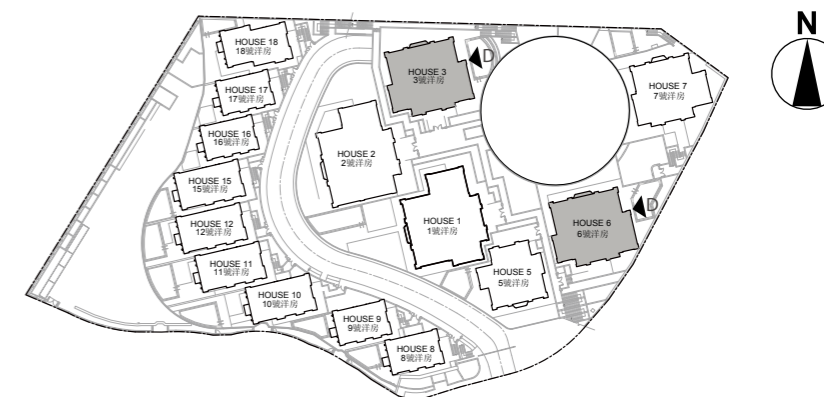 N
HOUSE 18
18號洋房
HOUSE 3
3號洋房
D
HOUSE 17
17號洋房
HOUSE 7
7號洋房
HOUSE 16
16號洋房
HOUSE 2
2號洋房
HOUSE 15
15號洋房
HOUSE 12
12號洋房
HOUSE 1
1號洋房
HOUSE 6
6號洋房
D
HOUSE 11
11號洋房
HOUSE 5
5號洋房
HOUSE 10
10號洋房
HOUSE 9
9號洋房
HOUSE 8
8號洋房